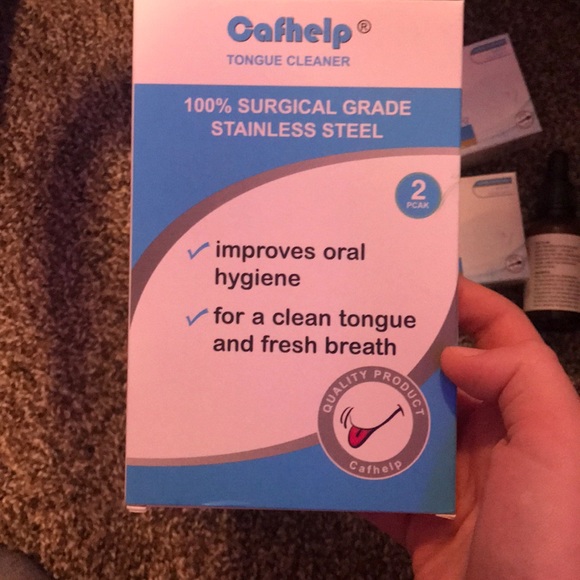 Cafhelp®
TONGUE CLEANER
100% SURGICAL GRADE
STAINLESS STEEL
2
PCAK
✓ improves oral
hygiene
✓ for a clean tongue
and fresh breath
QUALITY PRODUCT
Cafhelp